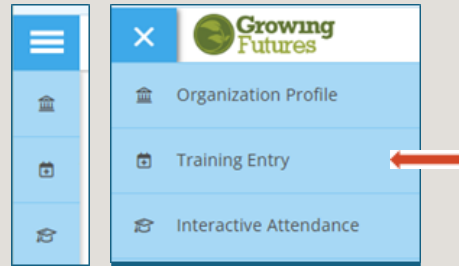 Growing
Futures
Organization Profile
Training Entry
Interactive Attendance